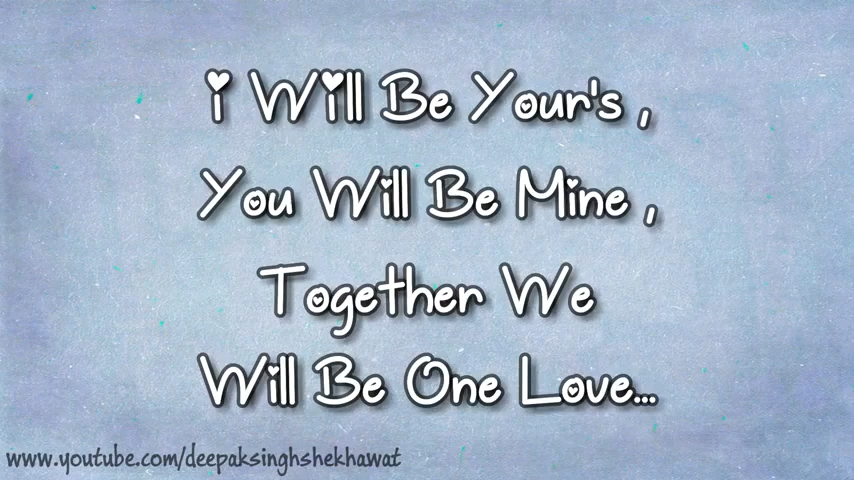 i Will Be Your's ,
You Will Be Mine ,
Together We
Will Be One Love...
www.youtube.com/deepaksinghshekhawat